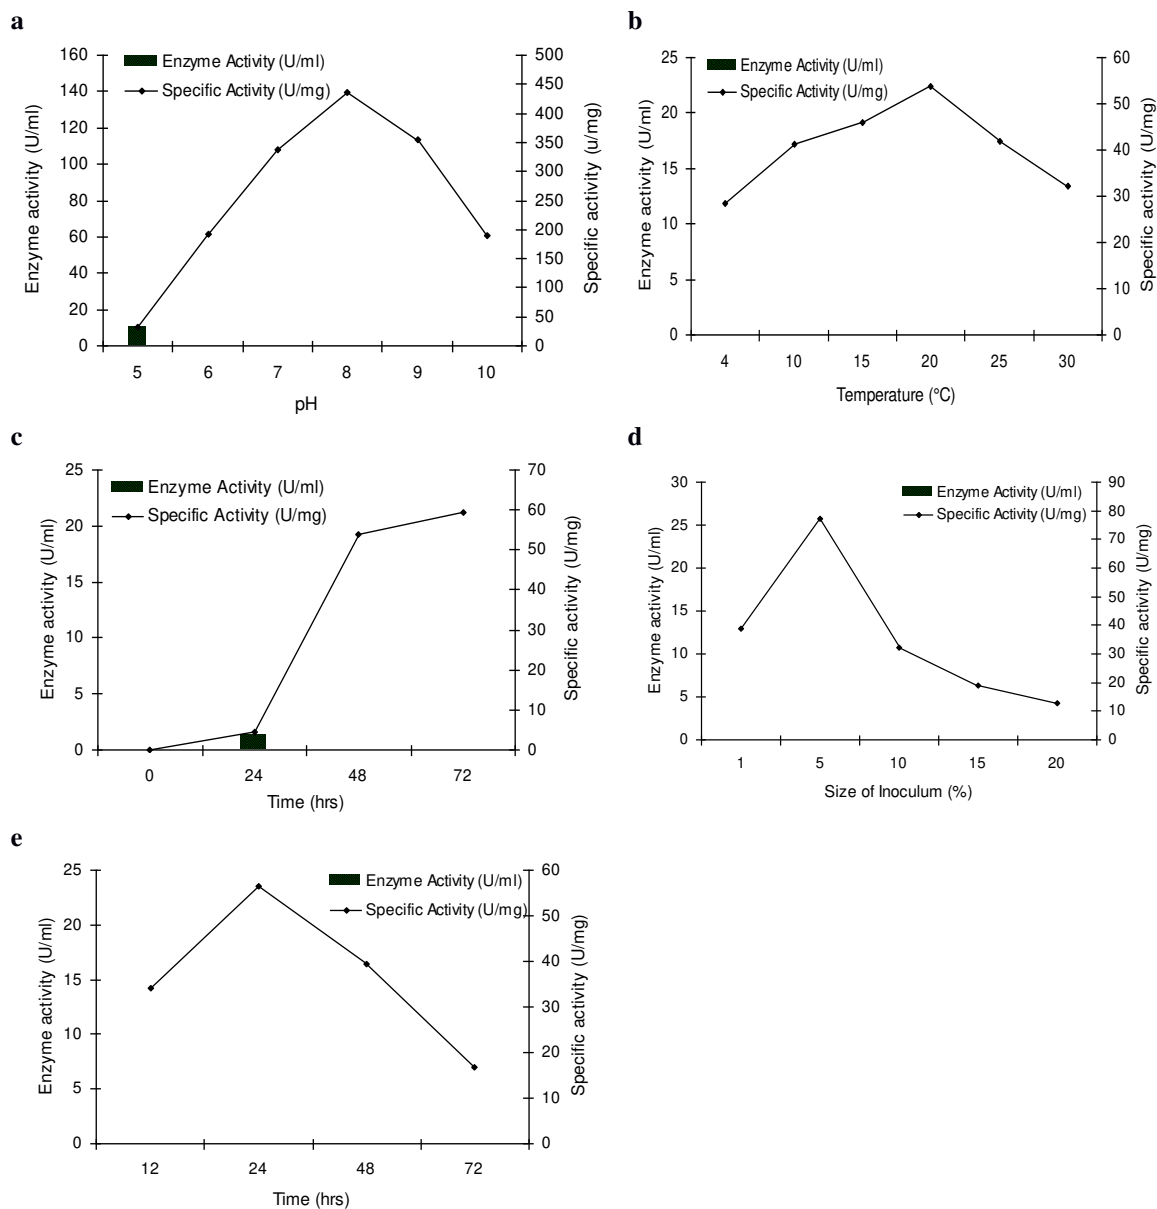 a
Enzyme activity (U/ml)
160
140
120
100
80
60
40
20
0
Enzyme Activity (U/ml)
Specific Activity (U/mg)
500
450
400
350
300
250
200
150
100
50
0
Specific activity (u/mg)
5 6 7 8 9 10
pH
b
Enzyme activity (U/ml)
25
20
15
10
5
0
Enzyme Activity (U/ml)
Specific Activity (U/mg)
60
50
40
30
20
10
0
Specific activity (U/mg)
4 10 15 20 25 30
Temperature (°C)
c
Enzyme activity (U/ml)
25
20
15
10
5
0
Enzyme Activity (U/ml)
Specific Activity (U/mg)
70
60
50
40
30
20
10
0
Specific activity (U/mg)
0 24 48 72
Time (hrs)
d
Enzyme activity (U/ml)
30
25
20
15
10
5
0
Enzyme Activity (U/ml)
Specific Activity (U/mg)
90
80
70
60
50
40
30
20
10
0
Specific activity (U/mg)
1 5 10 15 20
Size of Inoculum (%)
e
Enzyme activity (U/ml)
25
20
15
10
5
0
Enzyme Activity (U/ml)
Specific Activity (U/mg)
60
50
40
30
20
10
0
Specific activity (U/mg)
12 24 48 72
Time (hrs)